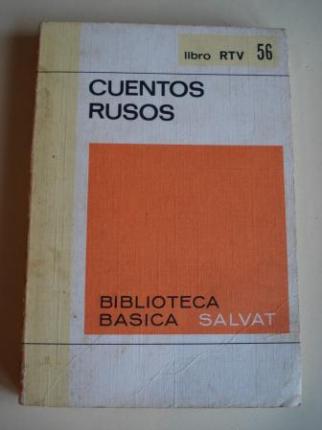 libro RTV 56
CUENTOS
RUSOS
BIBLIOTECA
BASICA SALVAT